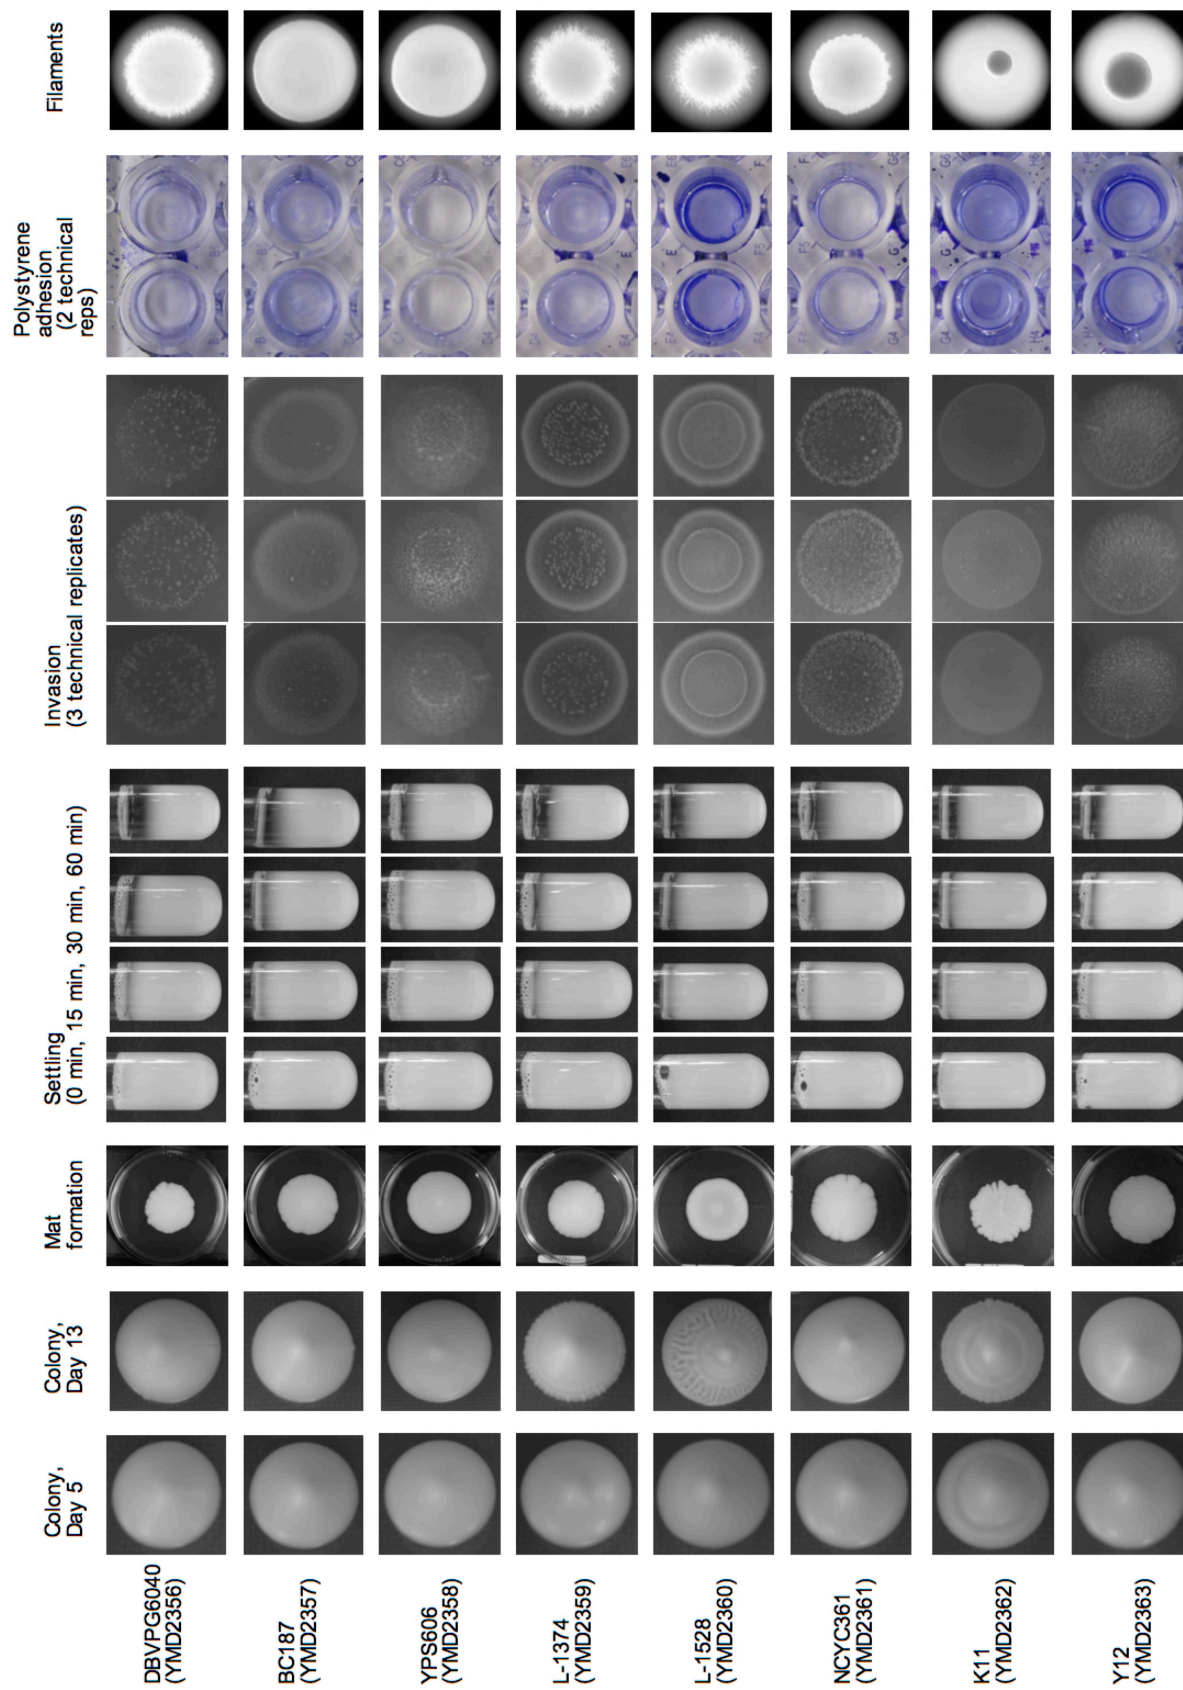 Colony,
Day 5
Colony,
Day 13
Mat
formation
Settling
(0 min, 15 min, 30 min, 60 min)
Invasion
(3 technical replicates)
Polystyrene
adhesion
(2 technical
reps)
Filaments
DBVPG6040
(YMD2356)
BC187
(YMD2357)
YPS606
(YMD2358)
L-1374
(YMD2359)
L-1528
(YMD2360)
NCYC361
(YMD2361)
K11
(YMD2362)
Y12
(YMD2363)